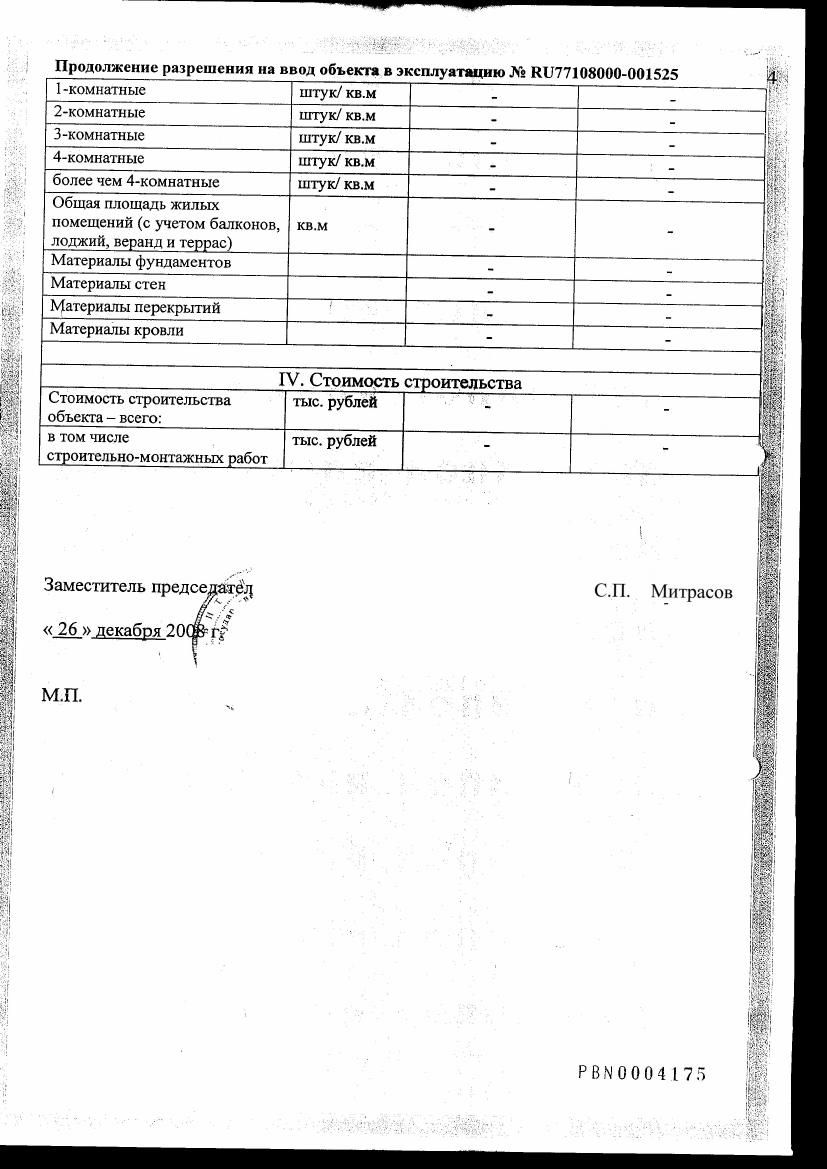 Продолжение разрешения на ввод объекта в эксплуатацию № RU77108000-001525
4
1-комнатные штук/ кв.м - -
2-комнатные штук/ кв.м - -
3-комнатные штук/ кв.м - -
4-комнатные штук/ кв.м - -
более чем 4-комнатные штук/ кв.м - -
Общая площадь жилых
помещений (с учетом балконов, кв.м - -
лоджий, веранд и террас)
Материалы фундаментов - -
Материалы стен - -
Материалы перекрытий - -
Материалы кровли - -
IV. Стоимость строительства
Стоимость строительства тыс. рублей - -
объекта – всего:
в том числе тыс. рублей - -
строительно-монтажных работ
Заместитель председател С.П. Митрасов
« 26 » декабря 2008 г.
М.П.
PBN0004175